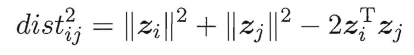 dist²ᵢⱼ = ‖𝒛ᵢ‖² + ‖𝒛ⱼ‖² − 2𝒛ᵢᵀ𝒛ⱼ